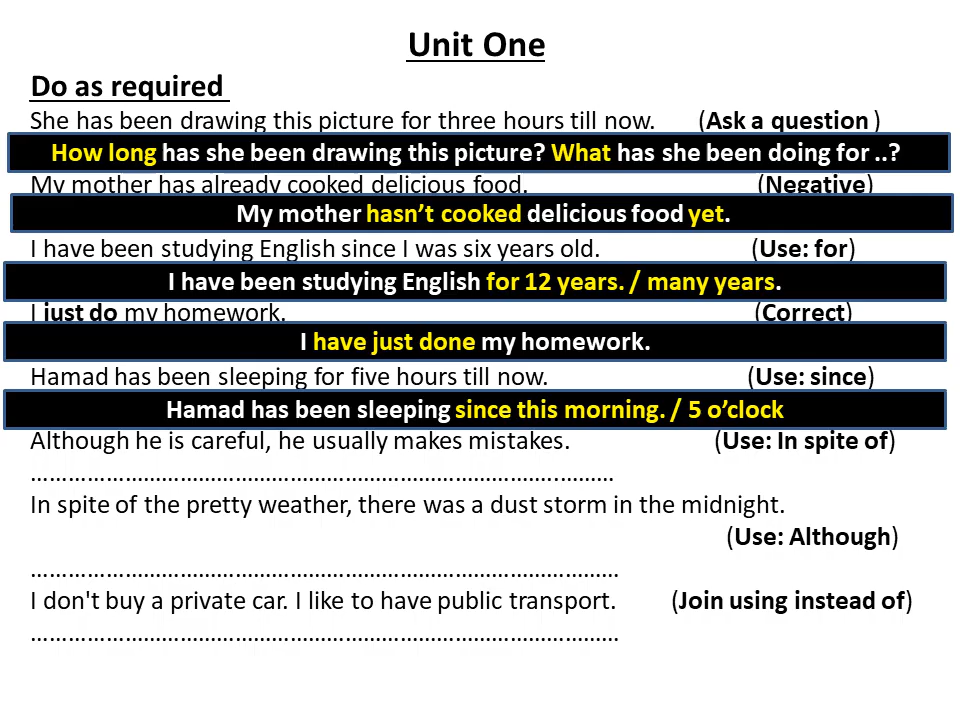 Unit One
Do as required
She has been drawing this picture for three hours till now. (Ask a question )
How long has she been drawing this picture? What has she been doing for ..?
My mother has already cooked delicious food. (Negative)
My mother hasn’t cooked delicious food yet.
I have been studying English since I was six years old. (Use: for)
I have been studying English for 12 years. / many years.
I just do my homework. (Correct)
I have just done my homework.
Hamad has been sleeping for five hours till now. (Use: since)
Hamad has been sleeping since this morning. / 5 o’clock
Although he is careful, he usually makes mistakes. (Use: In spite of)
……………………………………………………………………………..………
In spite of the pretty weather, there was a dust storm in the midnight.
(Use: Although)
………………………………………………………………………………………
I don't buy a private car. I like to have public transport. (Join using instead of)
………………………………………………………………………………………